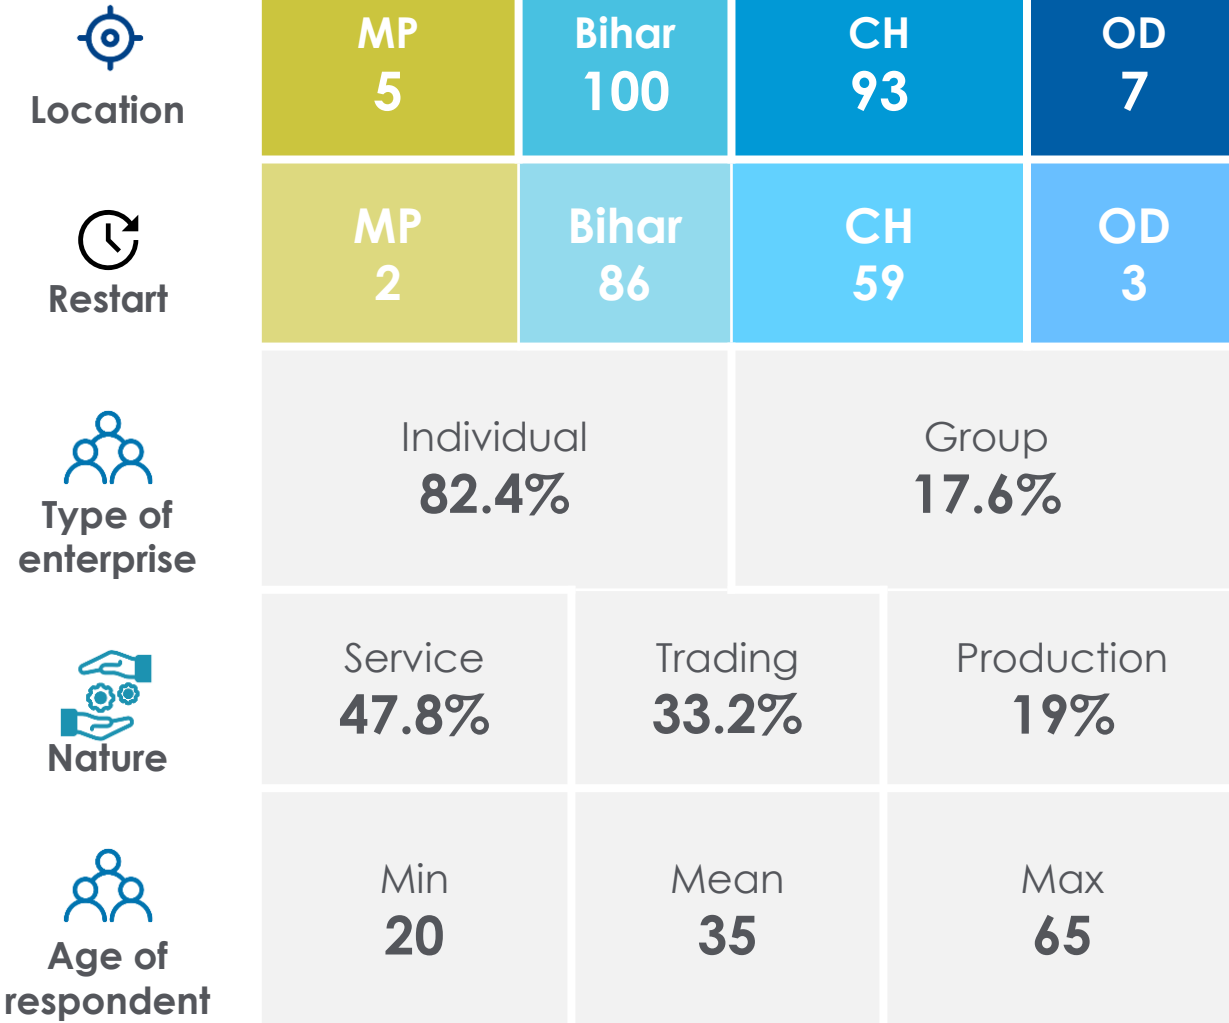 Location
MP
5
Bihar
100
CH
93
OD
7
Restart
MP
2
Bihar
86
CH
59
OD
3
Type of
enterprise
Individual
82.4%
Group
17.6%
Nature
Service
47.8%
Trading
33.2%
Production
19%
Age of
respondent
Min
20
Mean
35
Max
65